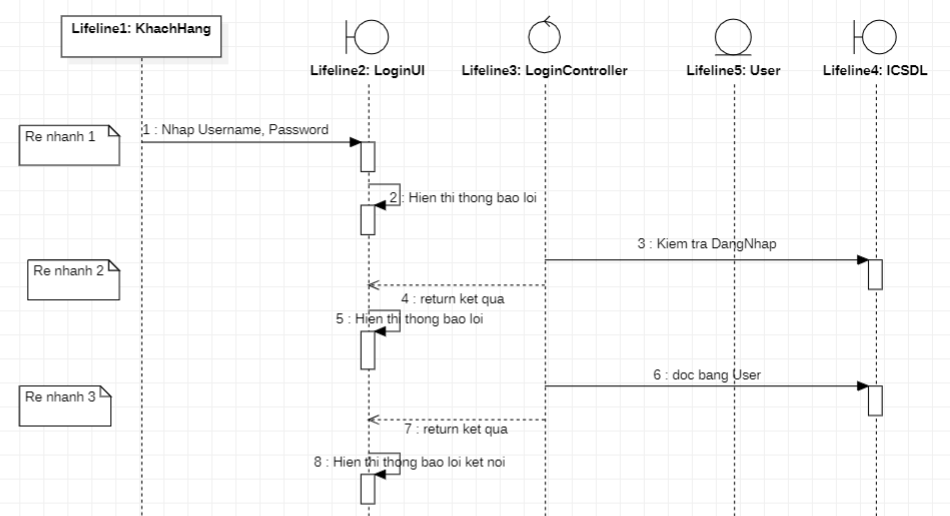 Lifeline1: KhachHang
Lifeline2: LoginUI
Lifeline3: LoginController
Lifeline5: User
Lifeline4: ICSDL
Re nhanh 1
1 : Nhap Username, Password
2 : Hien thi thong bao loi
3 : Kiem tra DangNhap
Re nhanh 2
4 : return ket qua
5 : Hien thi thong bao loi
6 : doc bang User
Re nhanh 3
7 : return ket qua
8 : Hien thi thong bao loi ket noi